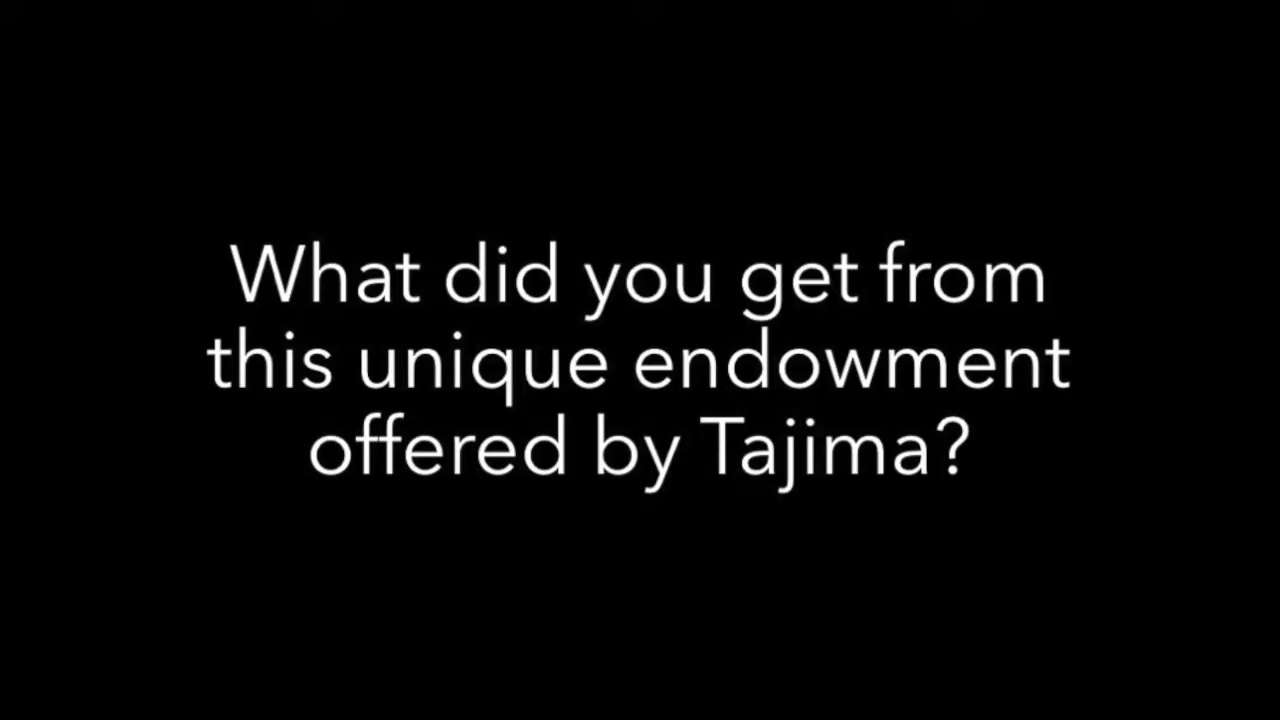 What did you get from
this unique endowment
offered by Tajima?